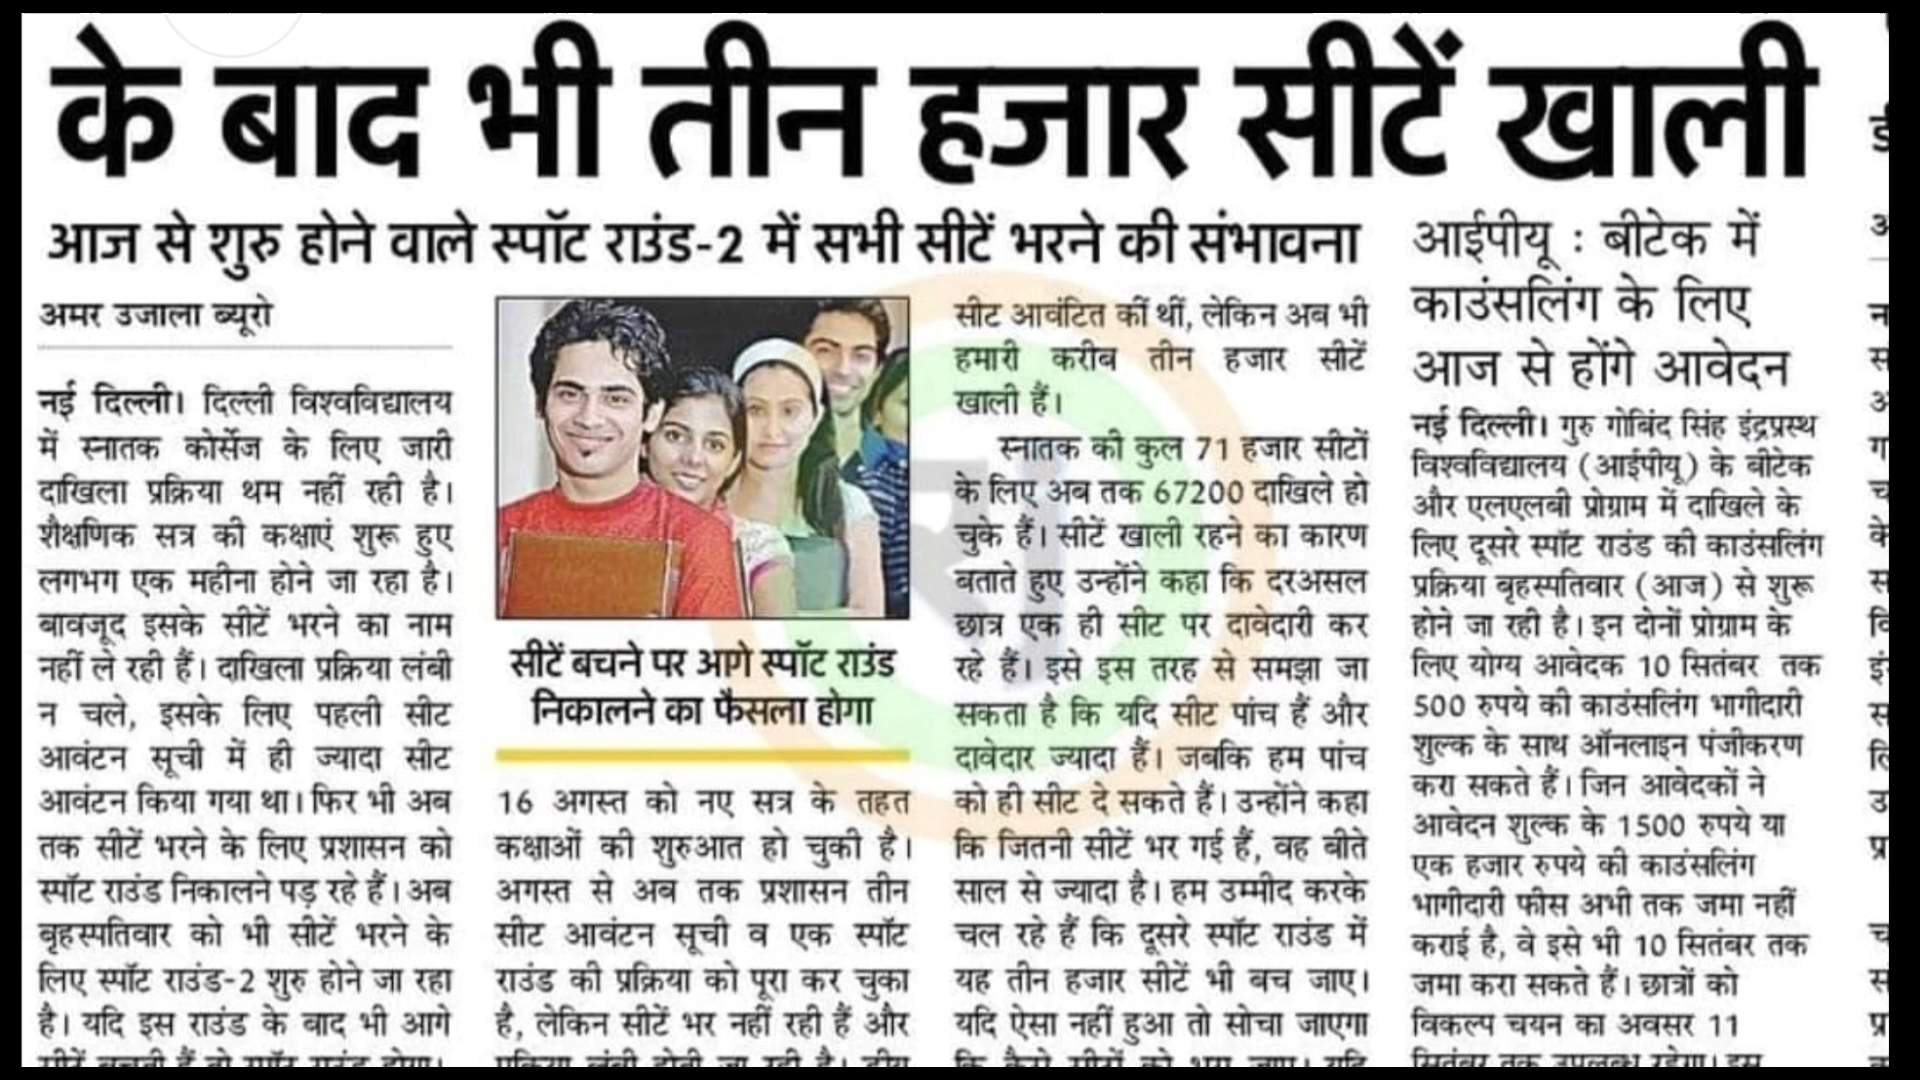 के बाद भी तीन हजार सीटें खाली
आज से शुरु होने वाले स्पॉट राउंड-2 में सभी सीटें भरने की संभावना
अमर उजाला ब्यूरो
नई दिल्ली। दिल्ली विश्वविद्यालय
में स्नातक कोर्सेज के लिए जारी
दाखिला प्रक्रिया थम नहीं रही है।
शैक्षणिक सत्र की कक्षाएं शुरू हुए
लगभग एक महीना होने जा रहा है।
बावजूद इसके सीटें भरने का नाम
नहीं ले रही हैं। दाखिला प्रक्रिया लंबी
न चले, इसके लिए पहली सीट
आवंटन सूची में ही ज्यादा सीट
आवंटन किया गया था। फिर भी अब
तक सीटें भरने के लिए प्रशासन को
स्पॉट राउंड निकालने पड़ रहे हैं। अब
बृहस्पतिवार को भी सीटें भरने के
लिए स्पॉट राउंड-2 शुरु होने जा रहा
है। यदि इस राउंड के बाद भी आगे
सीटें बचने पर आगे स्पॉट राउंड
निकालने का फैसला होगा
16 अगस्त को नए सत्र के तहत
कक्षाओं की शुरुआत हो चुकी है।
अगस्त से अब तक प्रशासन तीन
सीट आवंटन सूची व एक स्पॉट
राउंड की प्रक्रिया को पूरा कर चुका
है, लेकिन सीटें भर नहीं रही हैं और
सीट आवंटित कीं थीं, लेकिन अब भी
हमारी करीब तीन हजार सीटें
खाली हैं।
स्नातक की कुल 71 हजार सीटों
के लिए अब तक 67200 दाखिले हो
चुके हैं। सीटें खाली रहने का कारण
बताते हुए उन्होंने कहा कि दरअसल
छात्र एक ही सीट पर दावेदारी कर
रहे हैं। इसे इस तरह से समझा जा
सकता है कि यदि सीट पांच हैं और
दावेदार ज्यादा हैं। जबकि हम पांच
को ही सीट दे सकते हैं। उन्होंने कहा
कि जितनी सीटें भर गई हैं, वह बीते
साल से ज्यादा है। हम उम्मीद करके
चल रहे हैं कि दूसरे स्पॉट राउंड में
यह तीन हजार सीटें भी बच जाए।
यदि ऐसा नहीं हुआ तो सोचा जाएगा
आईपीयू : बीटेक में
काउंसलिंग के लिए
आज से होंगे आवेदन
नई दिल्ली। गुरु गोबिंद सिंह इंद्रप्रस्थ
विश्वविद्यालय (आईपीयू) के बीटेक
और एलएलबी प्रोग्राम में दाखिले के
लिए दूसरे स्पॉट राउंड की काउंसलिंग
प्रक्रिया बृहस्पतिवार (आज) से शुरू
होने जा रही है। इन दोनों प्रोग्राम के
लिए योग्य आवेदक 10 सितंबर तक
500 रुपये की काउंसलिंग भागीदारी
शुल्क के साथ ऑनलाइन पंजीकरण
करा सकते हैं। जिन आवेदकों ने
आवेदन शुल्क के 1500 रुपये या
एक हजार रुपये की काउंसलिंग
भागीदारी फीस अभी तक जमा नहीं
कराई है, वे इसे भी 10 सितंबर तक
जमा करा सकते हैं। छात्रों को
विकल्प चयन का अवसर 11